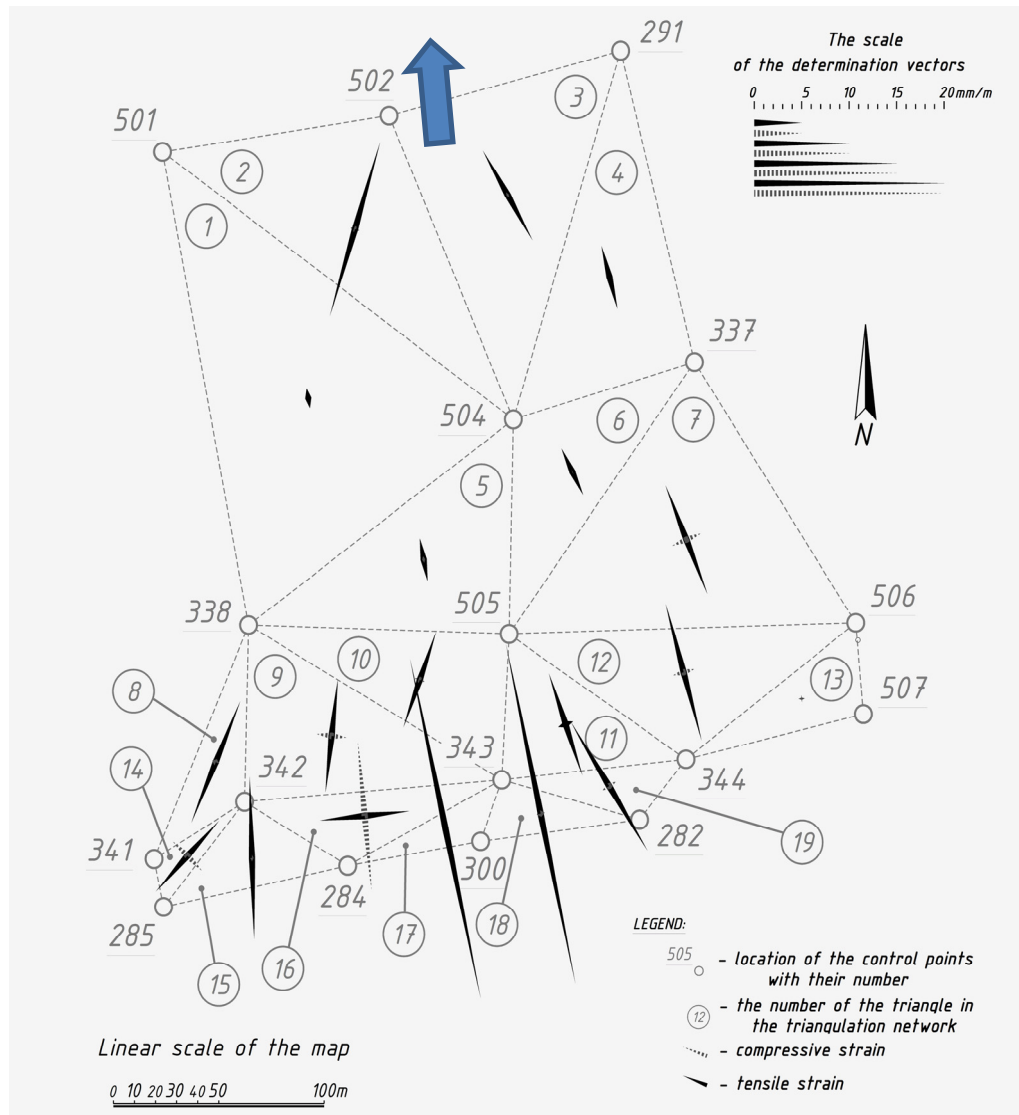 291
The scale
of the determination vectors
0 5 10 15 20mm/m
502
3
501
2
4
1
337
504
6
7
N
5
338
505
506
10
12
9
8
13
507
11
14
342
343
344
341
282
19
300
284
285
18
17
16
15
LEGEND:
505
– location of the control points
with their number
12
– the number of the triangle in
the triangulation network
– compressive strain
– tensile strain
Linear scale of the map
0 10 20 30 40 50 100m